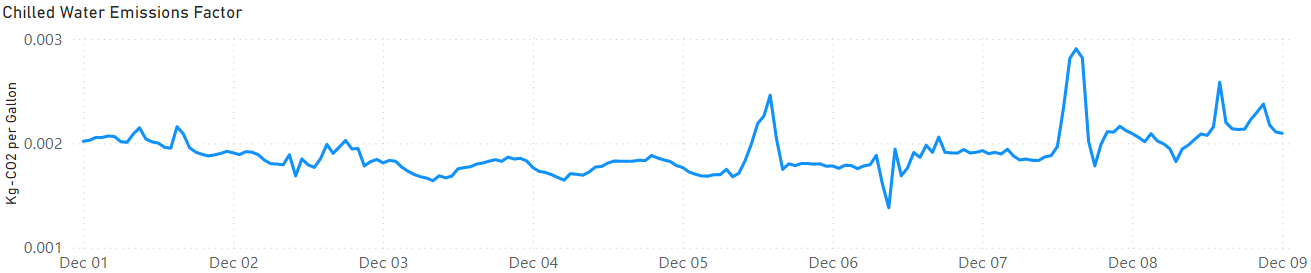 Chilled Water Emissions Factor
Kg-CO2 per Gallon
0.003
0.002
0.001
Dec 01 Dec 02 Dec 03 Dec 04 Dec 05 Dec 06 Dec 07 Dec 08 Dec 09